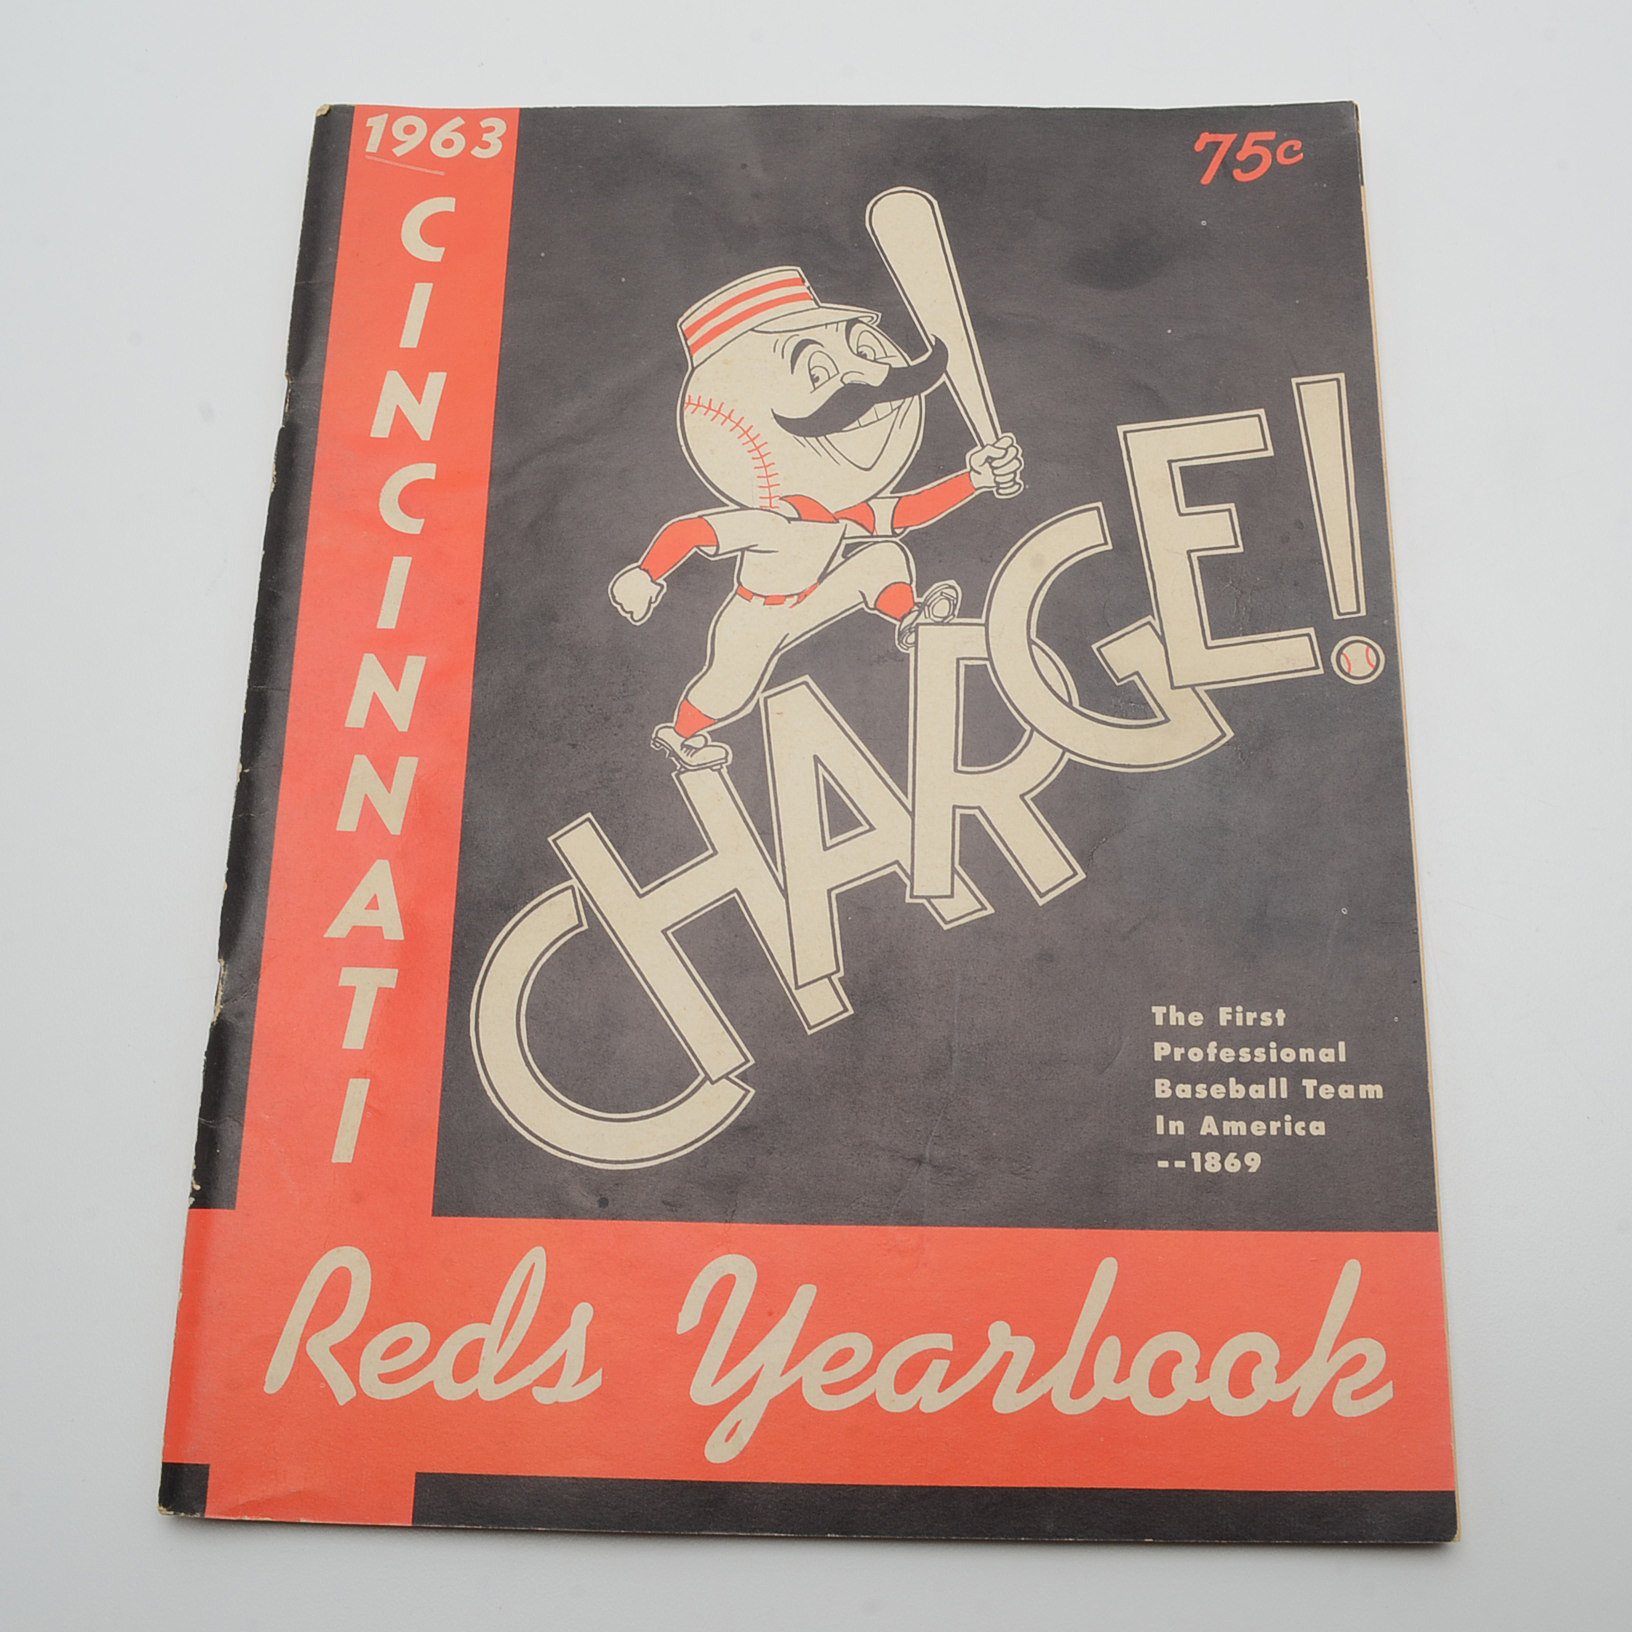 1963
75c
CINCINNATI
CHARGE!
The First
Professional
Baseball Team
In America
--1869
Reds Yearbook